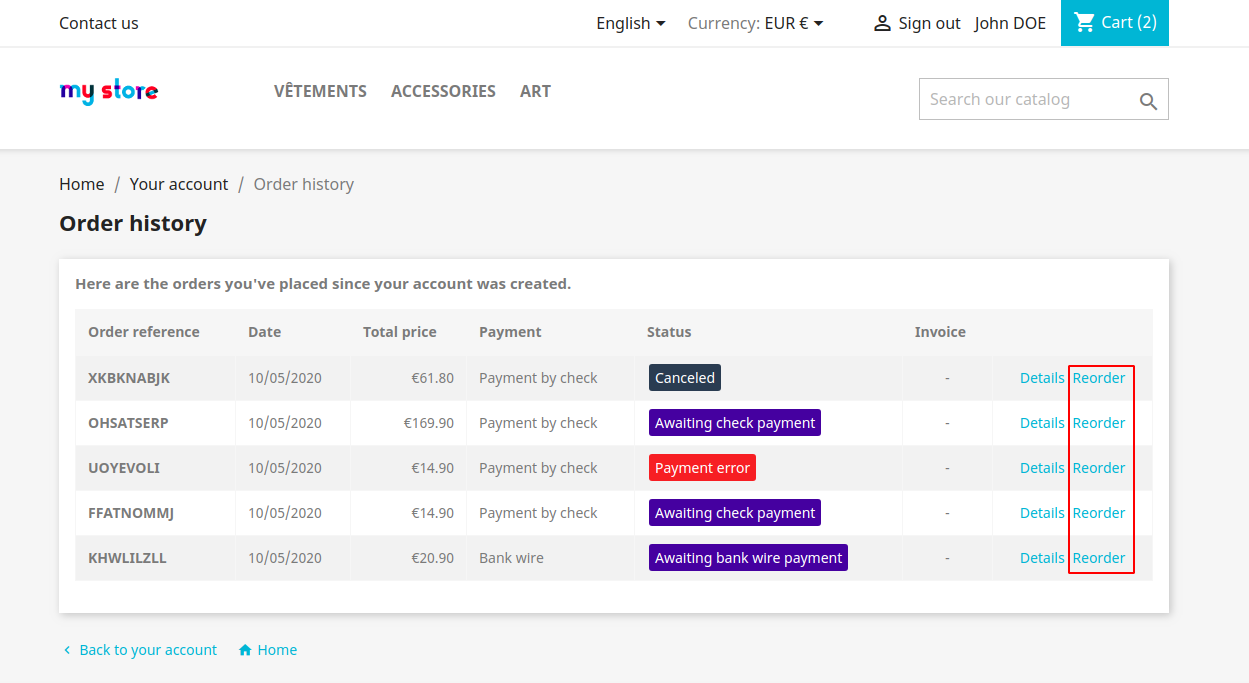 Contact us English Currency: EUR € Sign out John DOE Cart (2)
my store VÊTEMENTS ACCESSORIES ART Search our catalog
Home / Your account / Order history
Order history
Here are the orders you've placed since your account was created.
Order reference Date Total price Payment Status Invoice
XKBKNABJK 10/05/2020 €61.80 Payment by check Canceled - Details Reorder
OHSATSERP 10/05/2020 €169.90 Payment by check Awaiting check payment - Details Reorder
UOYEVOLI 10/05/2020 €14.90 Payment by check Payment error - Details Reorder
FFATNOMMJ 10/05/2020 €14.90 Payment by check Awaiting check payment - Details Reorder
KHWLILZLL 10/05/2020 €20.90 Bank wire Awaiting bank wire payment - Details Reorder
Back to your account Home